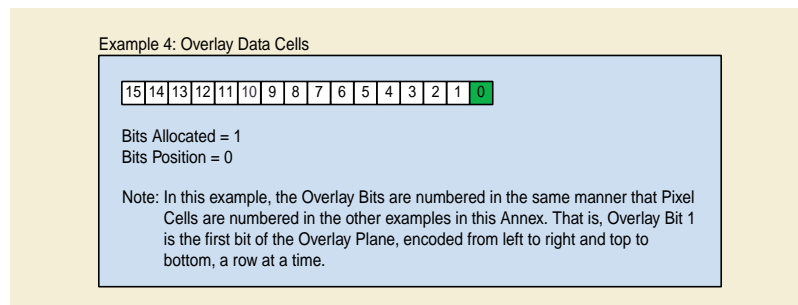 Example 4: Overlay Data Cells
15 14 13 12 11 10 9 8 7 6 5 4 3 2 1 0
Bits Allocated = 1
Bits Position = 0
Note: In this example, the Overlay Bits are numbered in the same manner that Pixel
Cells are numbered in the other examples in this Annex. That is, Overlay Bit 1
is the first bit of the Overlay Plane, encoded from left to right and top to
bottom, a row at a time.